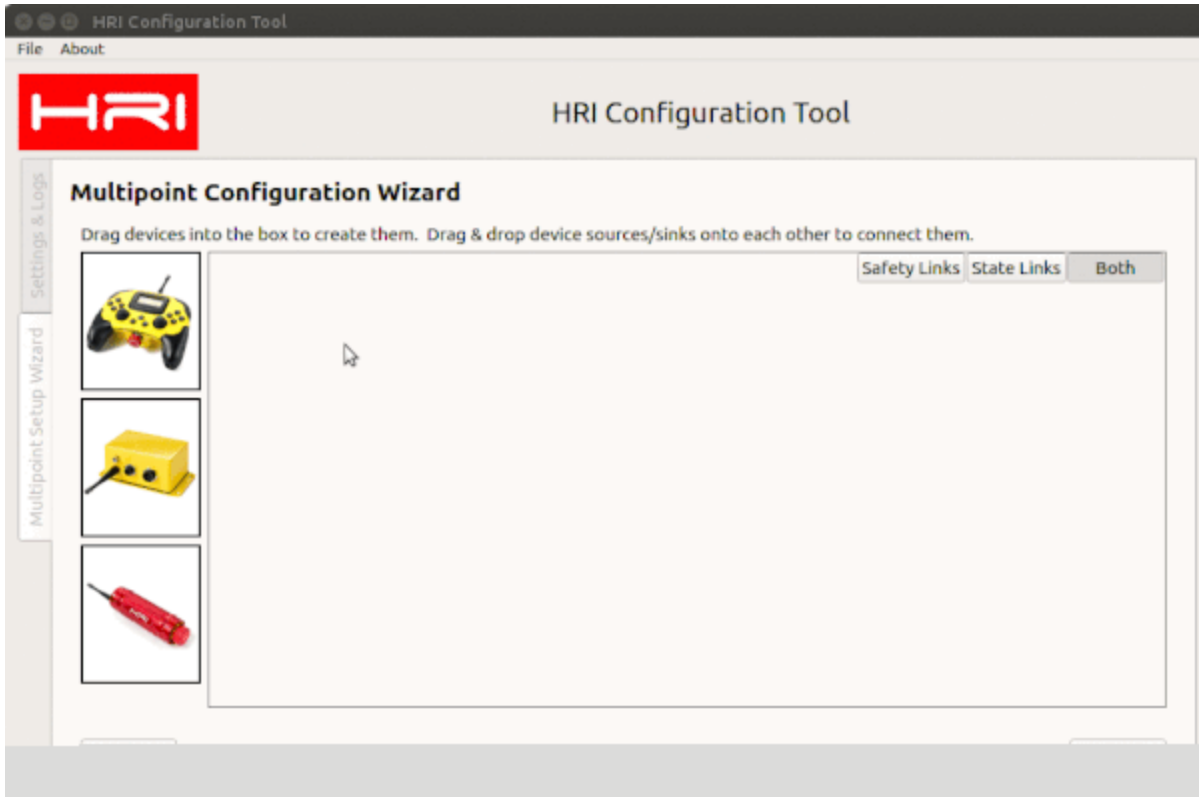 HRI Configuration Tool
File About
HRI
HRI Configuration Tool
Settings & Logs
Multipoint Setup Wizard
Multipoint Configuration Wizard
Drag devices into the box to create them. Drag & drop device sources/sinks onto each other to connect them.
Safety Links State Links Both
HRI